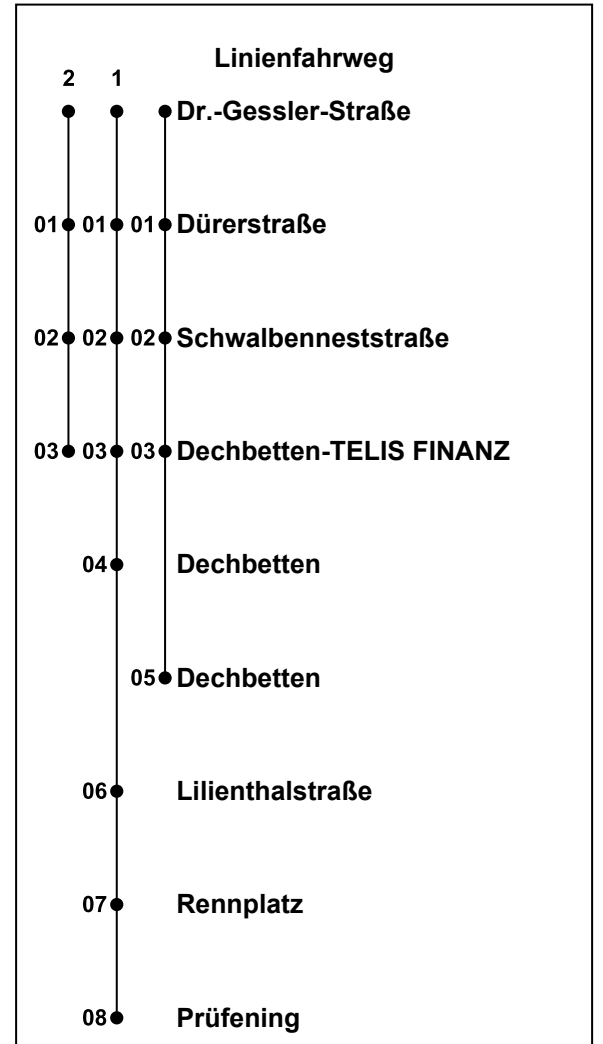 Linienfahrweg
2 1
Dr.-Gessler-Straße
01 01 01 Dürerstraße
02 02 02 Schwalbenneststraße
03 03 03 Dechbetten-TELIS FINANZ
04 Dechbetten
05 Dechbetten
06 Lilienthalstraße
07 Rennplatz
08 Prüfening